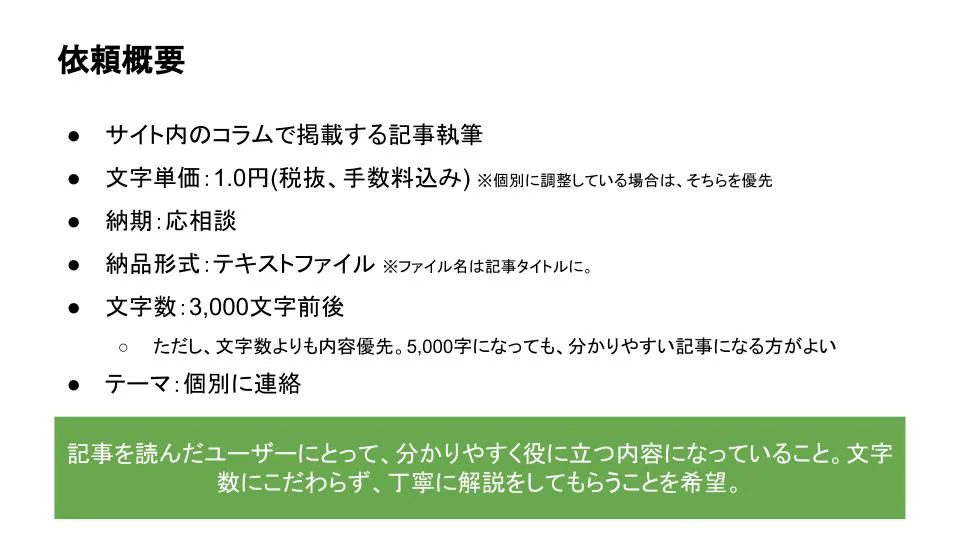 依頼概要
● サイト内のコラムで掲載する記事執筆
● 文字単価：1.0円(税抜、手数料込み) ※個別に調整している場合は、そちらを優先
● 納期：応相談
● 納品形式：テキストファイル ※ファイル名は記事タイトルに。
● 文字数：3,000文字前後
○ ただし、文字数よりも内容優先。5,000字になっても、分かりやすい記事になる方がよい
● テーマ：個別に連絡
記事を読んだユーザーにとって、分かりやすく役に立つ内容になっていること。文字
数にこだわらず、丁寧に解説をしてもらうことを希望。